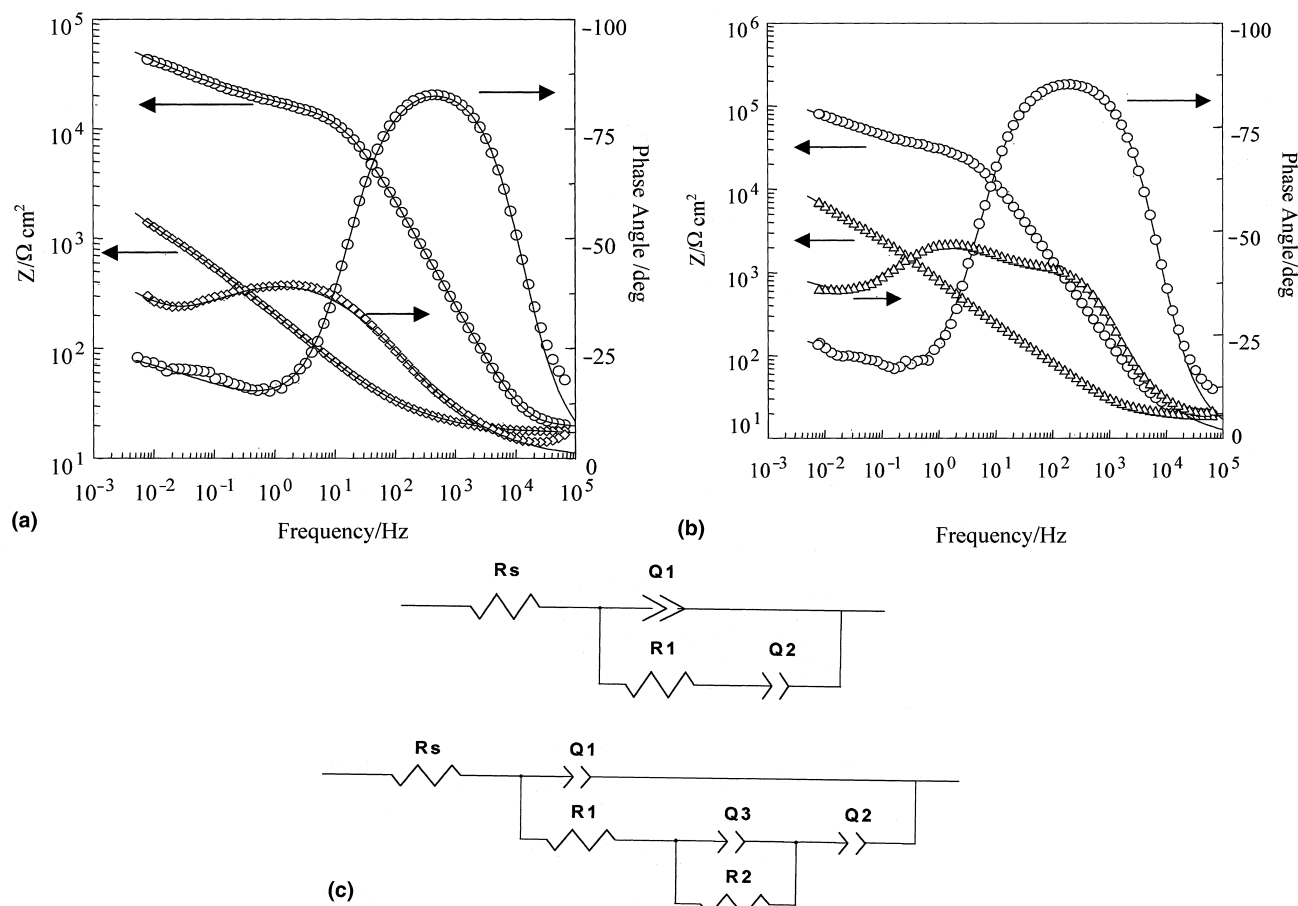 10^5
10^4
10^3
10^2
10^1
Z/Ω cm^2
−100
−75
−50
−25
0
Phase Angle /deg
10^-3 10^-2 10^-1 10^0 10^1 10^2 10^3 10^4 10^5
Frequency/Hz
(a)
10^6
10^5
10^4
10^3
10^2
10^1
Z/Ω cm^2
−100
−75
−50
−25
0
Phase Angle/deg
10^-3 10^-2 10^-1 10^0 10^1 10^2 10^3 10^4 10^5
Frequency/Hz
(b)
Rs Q1
R1 Q2
Rs Q1
R1 Q3 Q2
R2
(c)